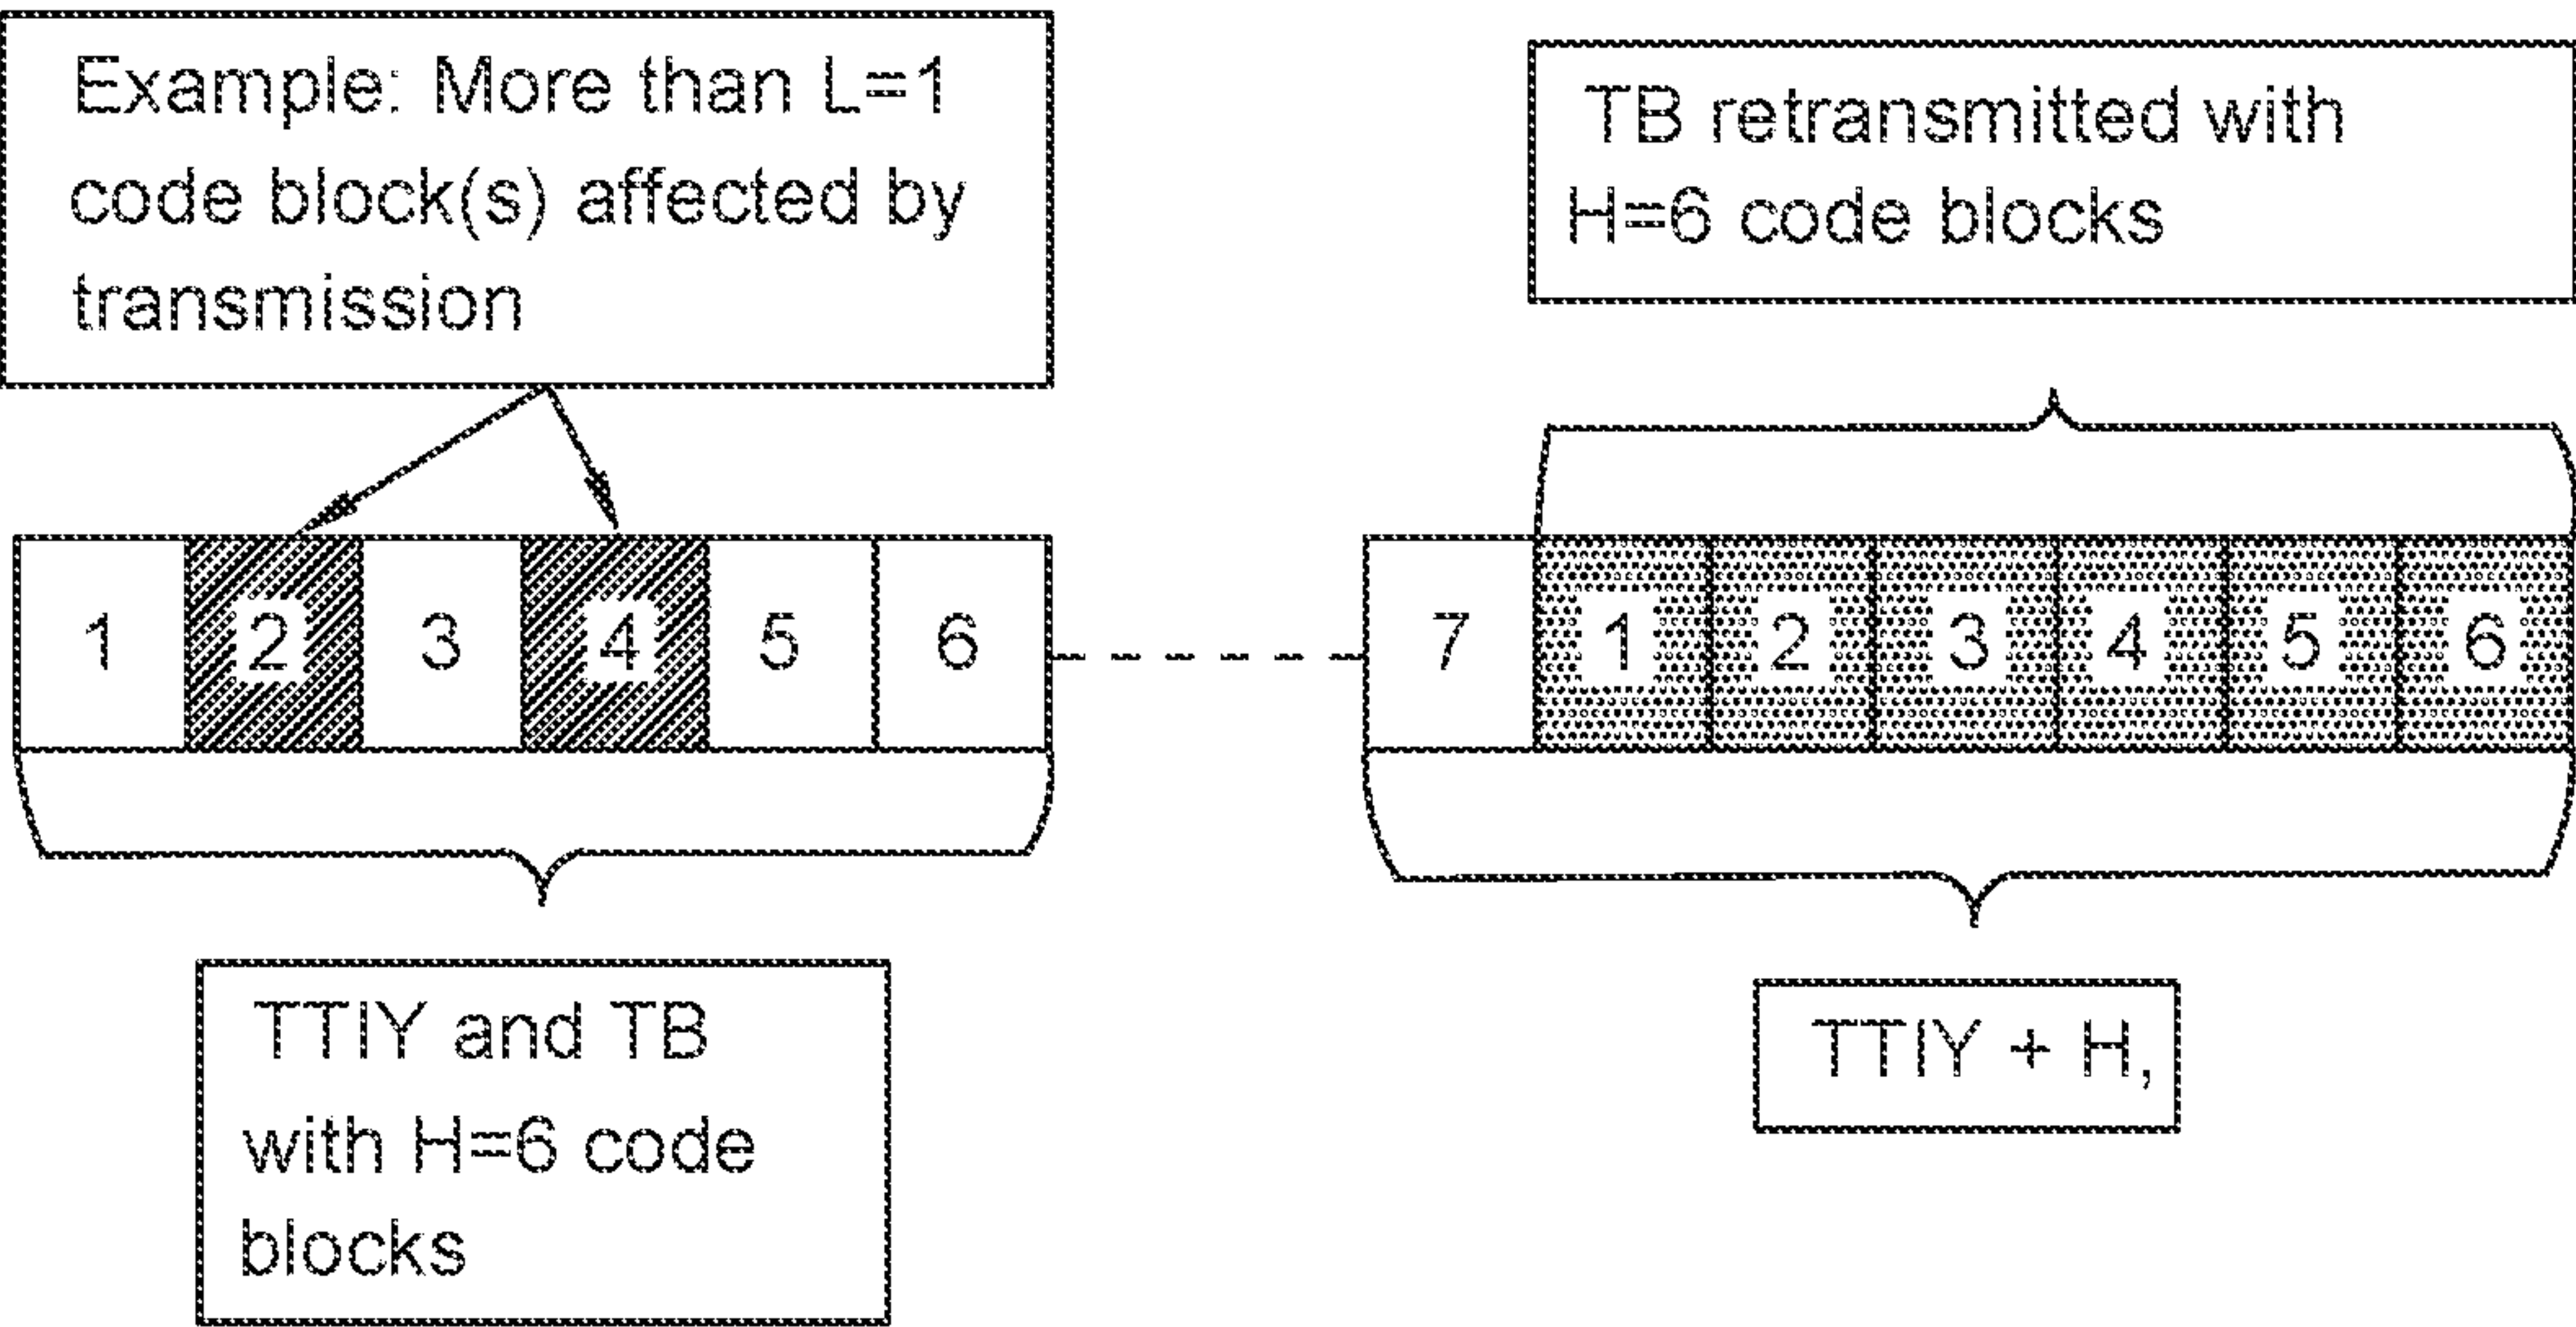 Example: More than L=1
code block(s) affected by
transmission
TB retransmitted with
H=6 code blocks
1 2 3 4 5 6
7 1 2 3 4 5 6
TTIY and TB
with H=6 code
blocks
TTIY + H,